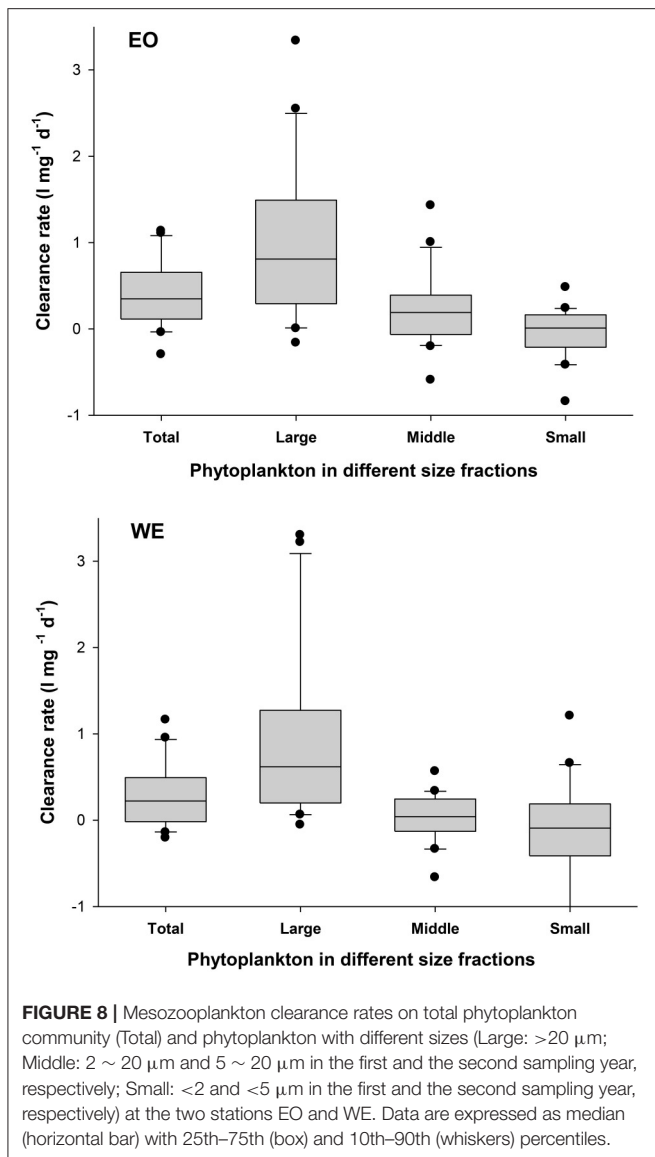 EO
3
2
1
0
-1
Clearance rate (l mg-1 d-1)
Total Large Middle Small
Phytoplankton in different size fractions
WE
3
2
1
0
-1
Clearance rate (l mg -1 d-1)
Total Large Middle Small
Phytoplankton in different size fractions
FIGURE 8 | Mesozooplankton clearance rates on total phytoplankton
community (Total) and phytoplankton with different sizes (Large: >20 μm;
Middle: 2 ~ 20 μm and 5 ~ 20 μm in the first and the second sampling year,
respectively; Small: <2 and <5 μm in the first and the second sampling year,
respectively) at the two stations EO and WE. Data are expressed as median
(horizontal bar) with 25th–75th (box) and 10th–90th (whiskers) percentiles.